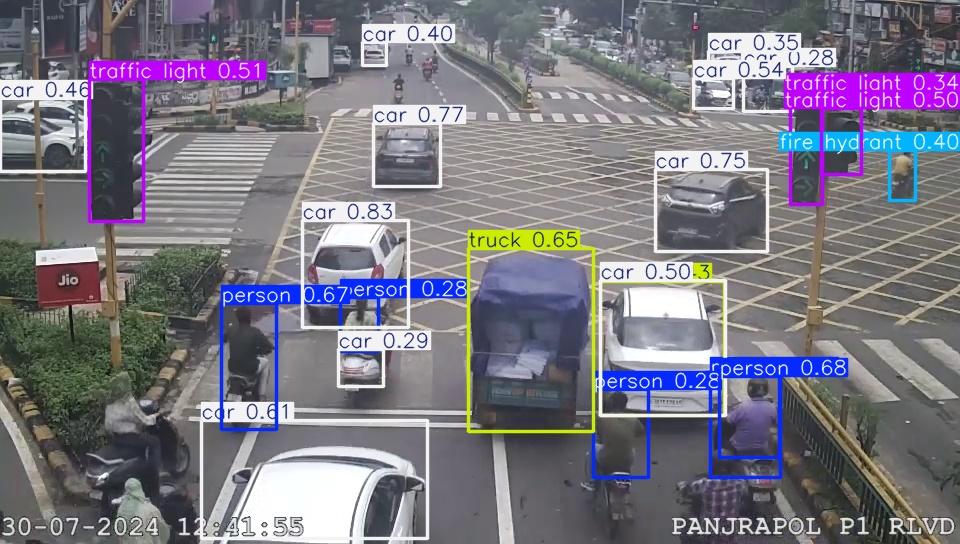 car 0.40
car 0.35
car 0.28
car 0.54
traffic light 0.51
traffic light 0.34
traffic light 0.50
car 0.46
car 0.77
fire hydrant 0.40
car 0.75
car 0.83
truck 0.65
car 0.50
3
person 0.67
person 0.28
car 0.29
person 0.28
person 0.68
car 0.61
Jio
30-07-2024 12:41:55
PANJRAPOL P1 RLVD